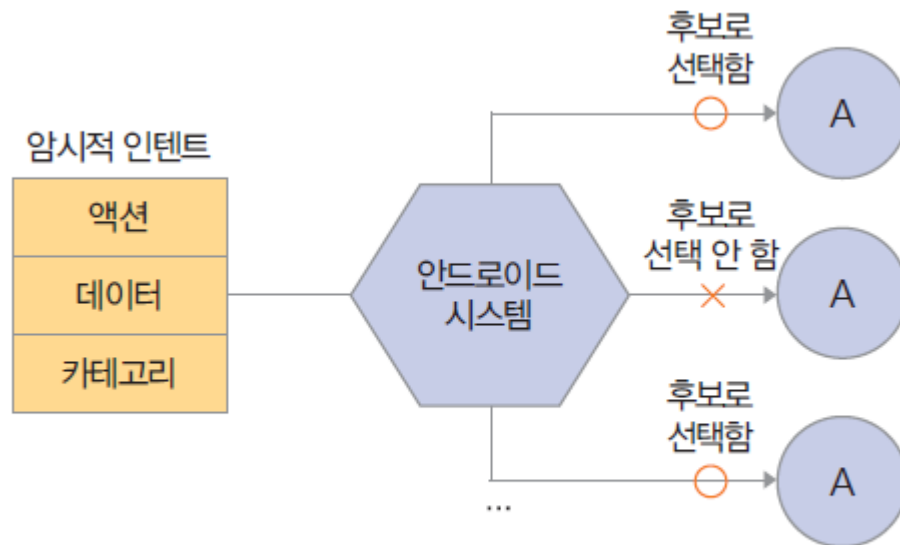 암시적 인텐트
액션
데이터
카테고리
안드로이드
시스템
후보로
선택함
A
후보로
선택 안 함
A
후보로
선택함
A
...